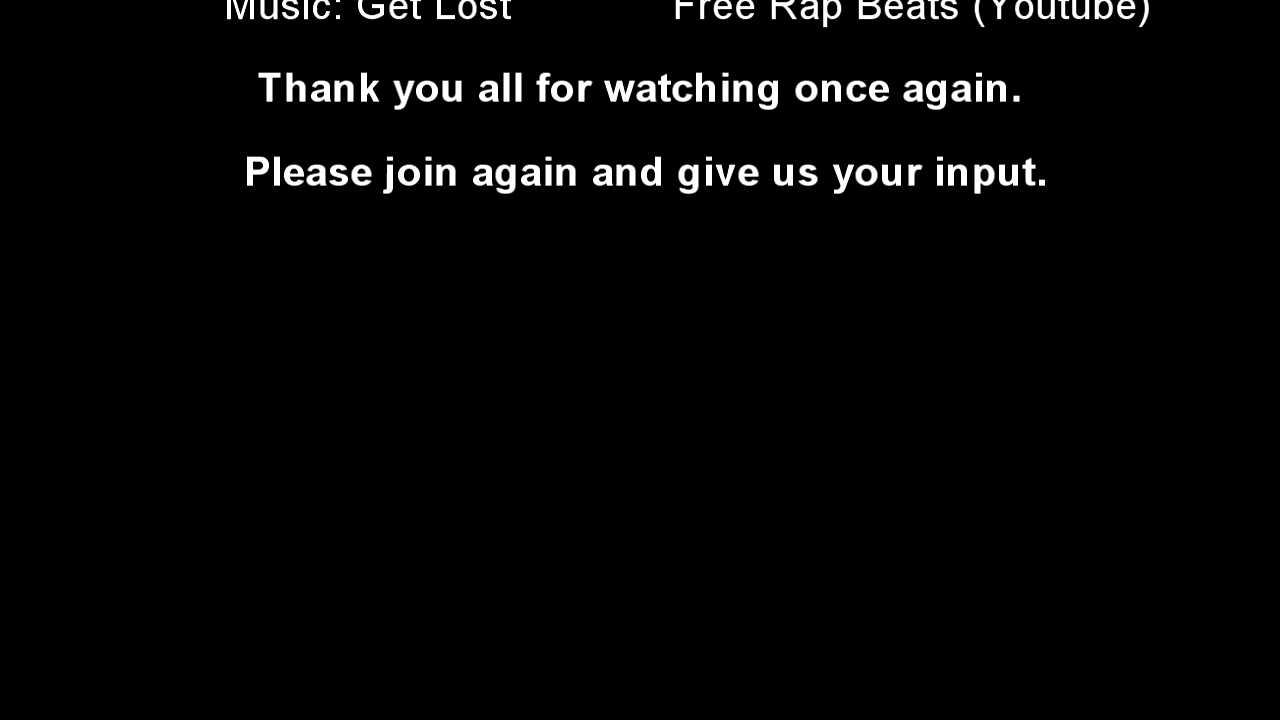 Music: Get Lost Free Rap Beats (Youtube)
Thank you all for watching once again.
Please join again and give us your input.